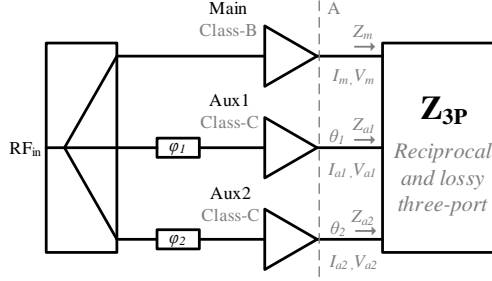 Main
A
Class-B
Z_m
I_m,V_m
Z_3P
Aux1
Class-C
RF_in
φ_1
θ_1
Z_a1
I_a1,V_a1
Reciprocal
and lossy
three-port
Aux2
Class-C
φ_2
θ_2
Z_a2
I_a2,V_a2